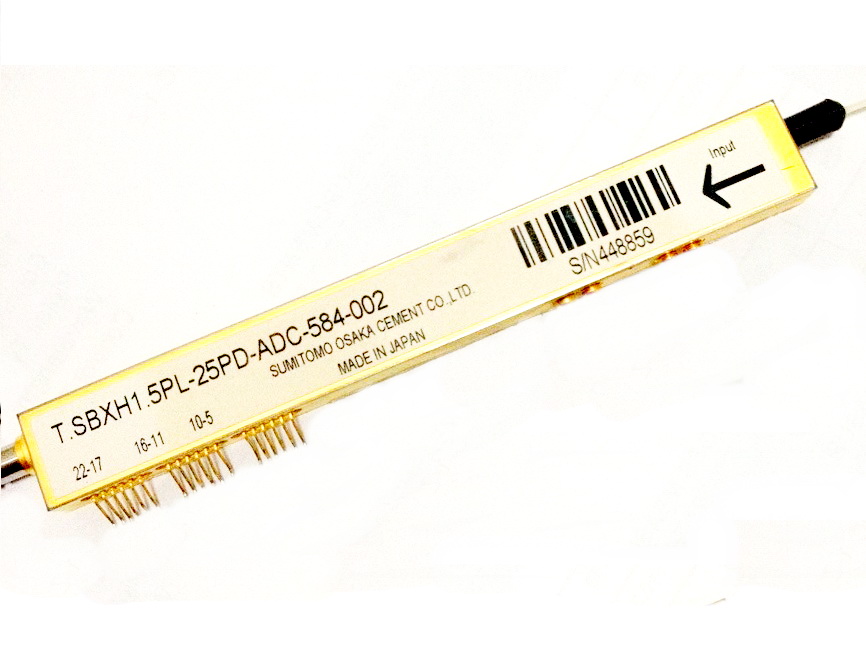 Input
S/N448859
T.SBXH1.5PL-25PD-ADC-584-002
SUMITOMO OSAKA CEMENT CO.,LTD.
MADE IN JAPAN
22-17 16-11 10-5